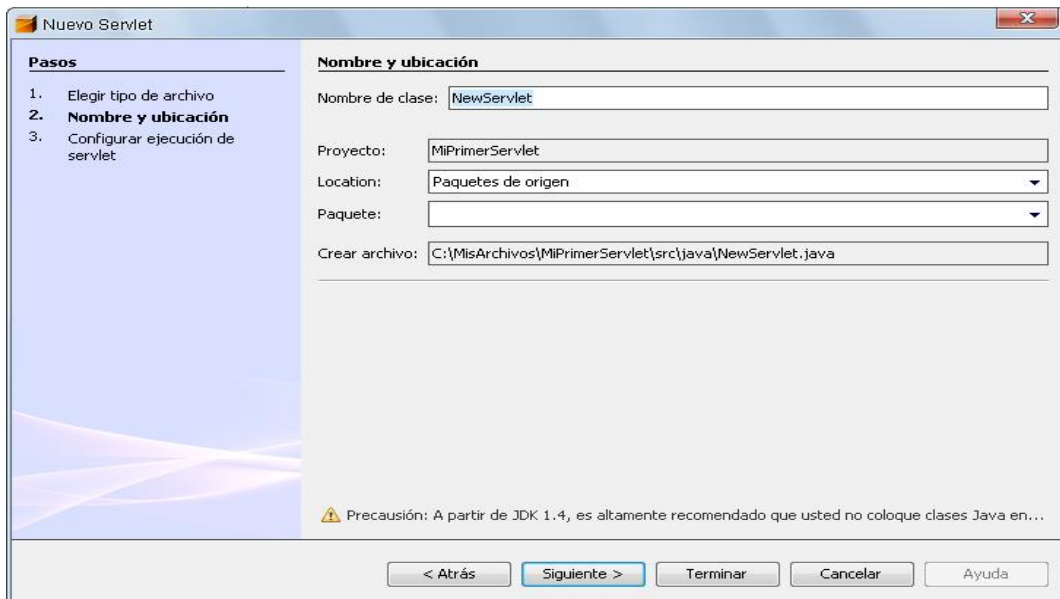 Nuevo Servlet
Pasos
1. Elegir tipo de archivo
2. Nombre y ubicación
3. Configurar ejecución de
servlet
Nombre y ubicación
Nombre de clase: NewServlet
Proyecto: MiPrimerServlet
Location: Paquetes de origen
Paquete:
Crear archivo: C:\MisArchivos\MiPrimerServlet\src\java\NewServlet.java
Precausión: A partir de JDK 1.4, es altamente recomendado que usted no coloque clases Java en...
< Atrás Siguiente > Terminar Cancelar Ayuda